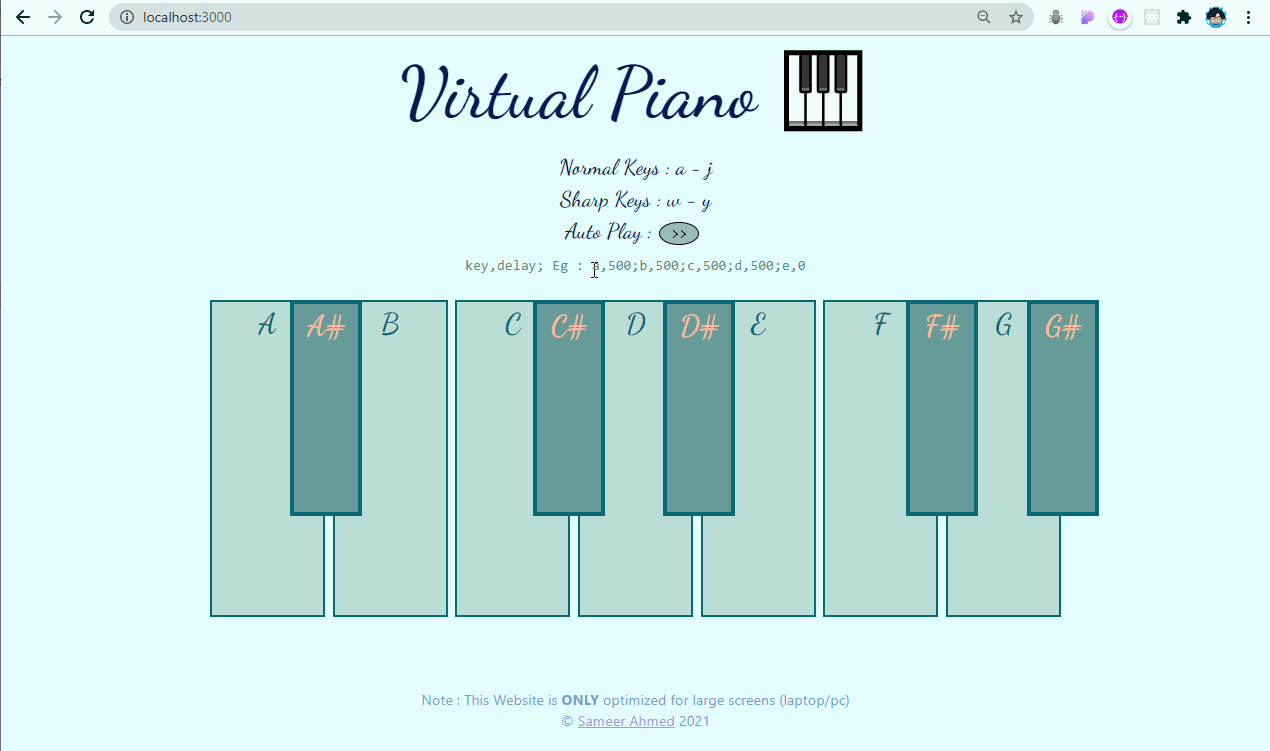 localhost:3000
Virtual Piano
Normal Keys : a - j
Sharp Keys : w - y
Auto Play : >>
key,delay; Eg : a,500;b,500;c,500;d,500;e,0
A A# B C C# D D# E F F# G G#
Note : This Website is ONLY optimized for large screens (laptop/pc)
© Sameer Ahmed 2021